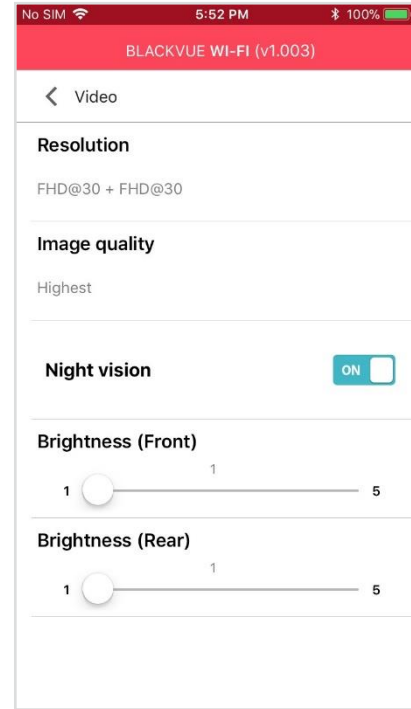 No SIM 5:52 PM 100%
BLACKVUE WI-FI (v1.003)
Video
Resolution
FHD@30 + FHD@30
Image quality
Highest
Night vision ON
Brightness (Front)
1
1 5
Brightness (Rear)
1
1 5